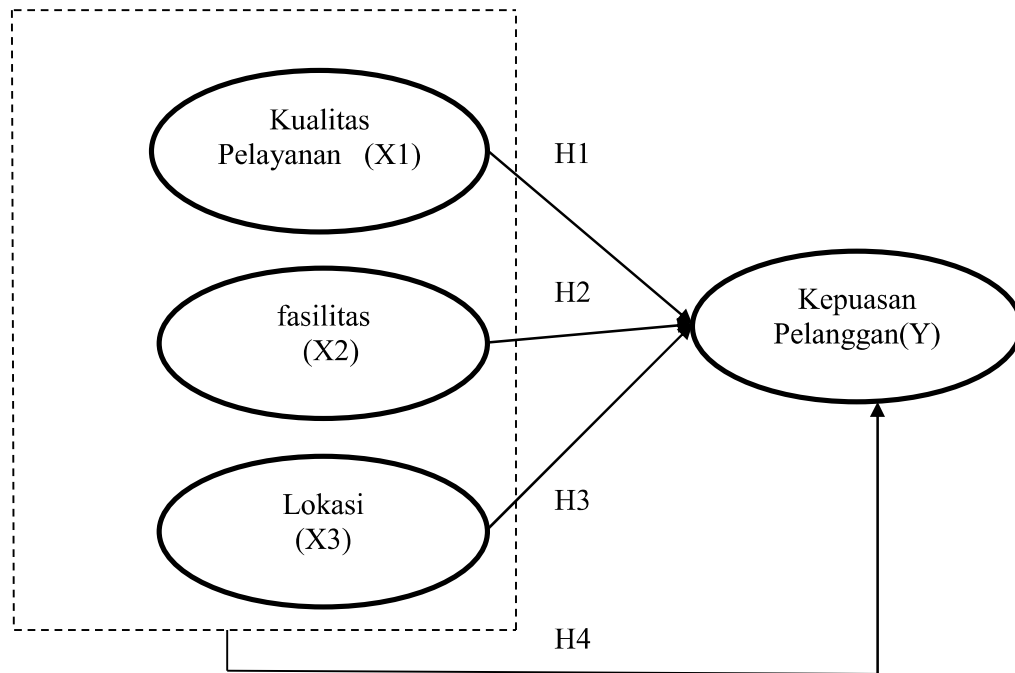 Kualitas
Pelayanan (X1)
H1
H2
fasilitas
(X2)
Kepuasan
Pelanggan(Y)
Lokasi
(X3)
H3
H4